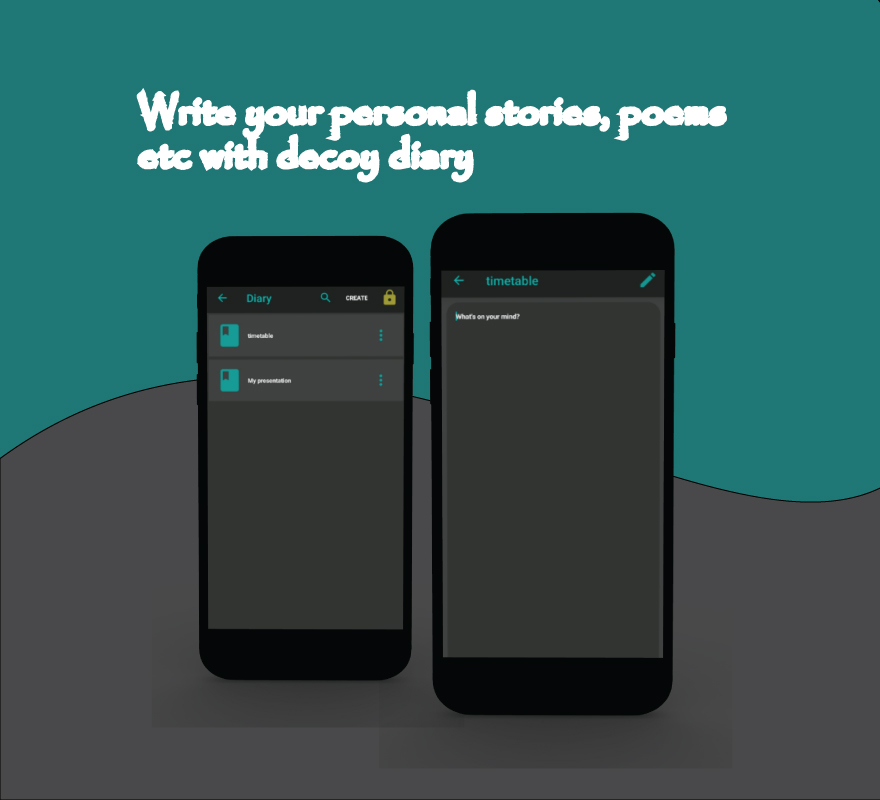 Write your personal stories, poems
etc with decoy diary
Diary CREATE
timetable
My presentation
timetable
What's on your mind?